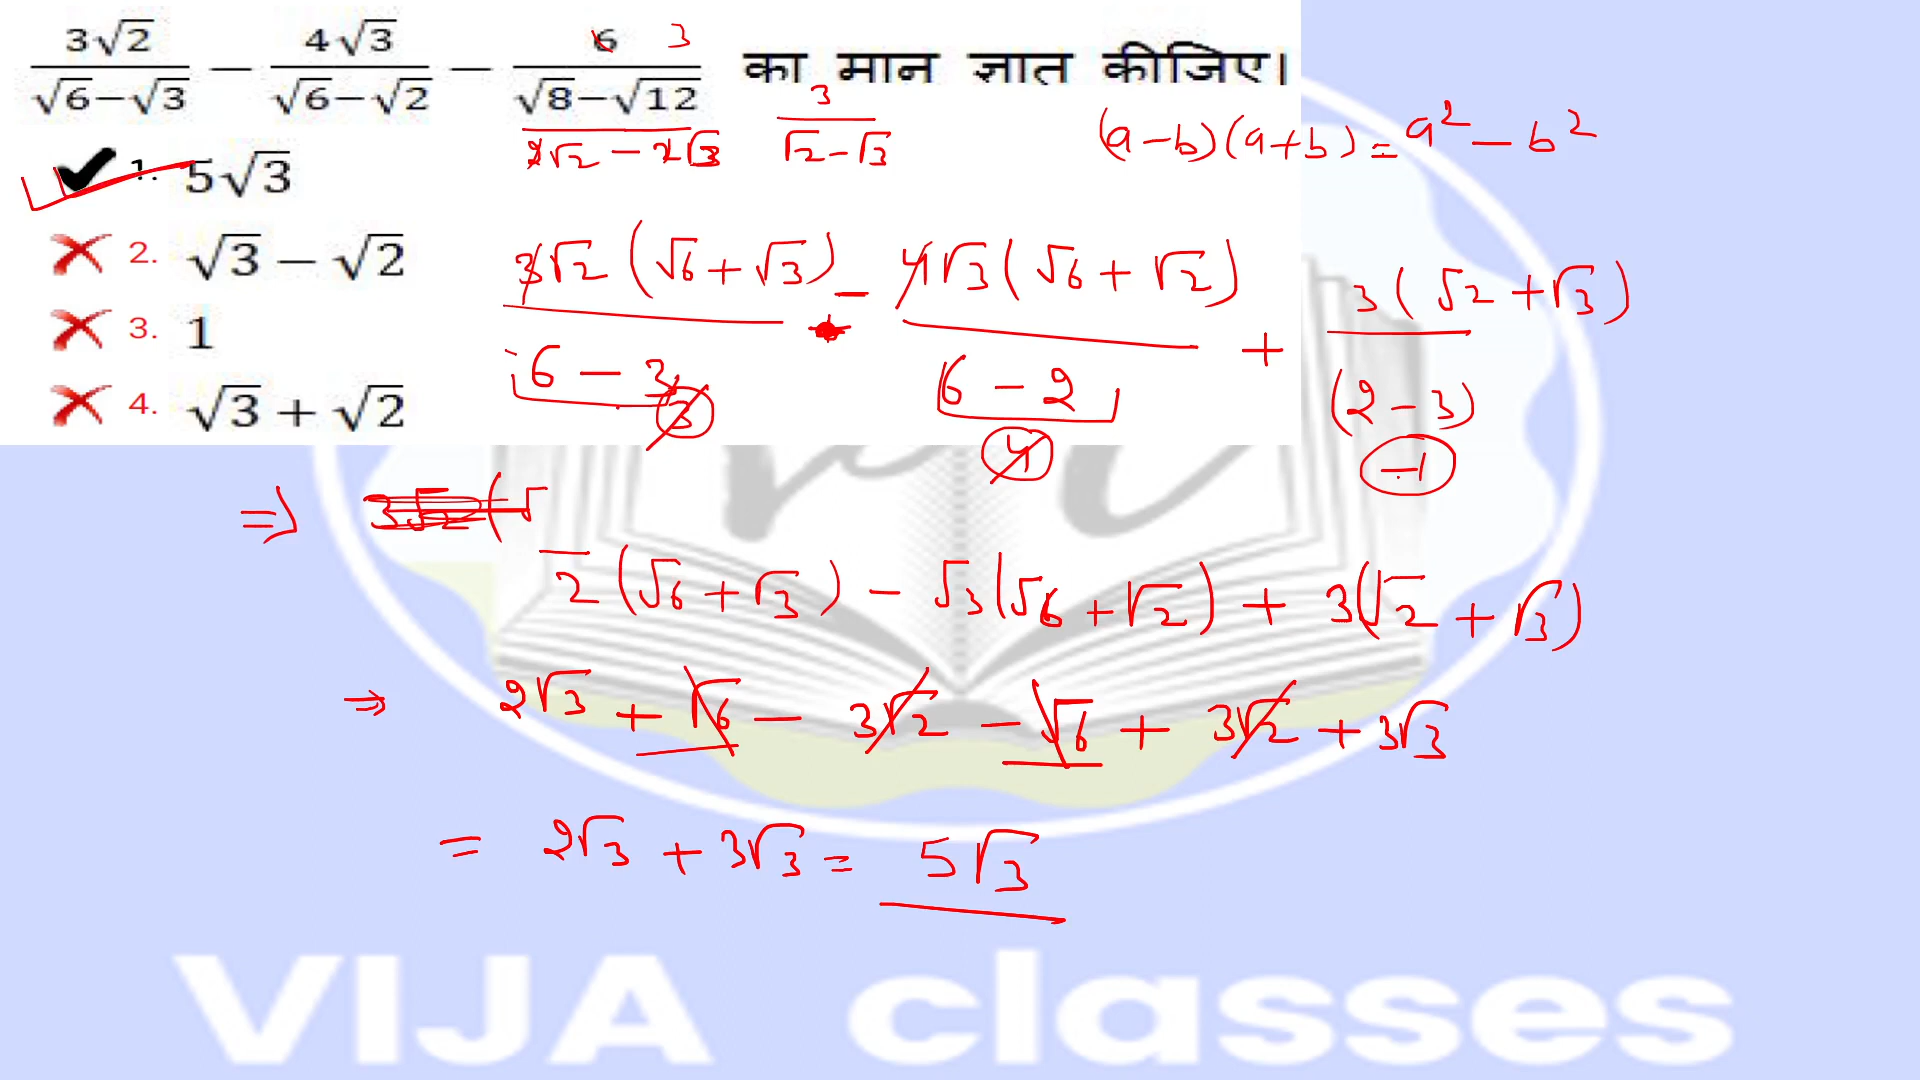 3√2/(√6−√3) − 4√3/(√6−√2) − 6/(√8−√12) का मान ज्ञात कीजिए।
3
2√2 − 2√3
3/(√2−√3)
(a−b)(a+b) = a² − b²
1. 5√3
2. √3 − √2
3. 1
4. √3 + √2
3√2(√6+√3)/(6−3) − 4√3(√6+√2)/(6−2) + 3(√2+√3)/(2−3)
3 4 −1
⇒ 3√2(√
√2(√6+√3) − √3(√6+√2) + 3(√2+√3)
⇒ 2√3 + √6 − 3√2 − √6 + 3√2 + 3√3
= 2√3 + 3√3 = 5√3
VIJA classes